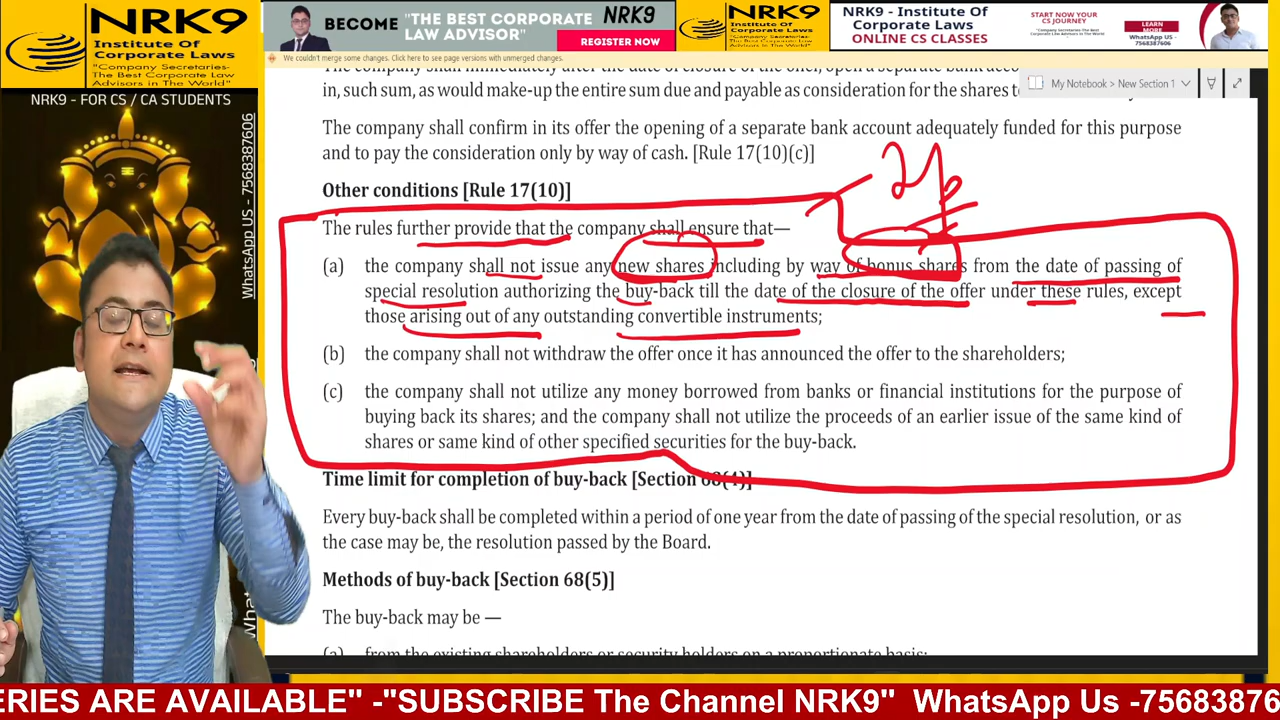 NRK9
Institute Of
Corporate Laws
"Company Secretaries-
The Best Corporate Law
Advisors in The World"
BECOME "THE BEST CORPORATE
LAW ADVISOR"
NRK9
REGISTER NOW
NRK9
Institute Of
Corporate Laws
NRK9 - Institute Of
Corporate Laws
ONLINE CS CLASSES
START NOW YOUR
CS JOURNEY
LEARN
MORE
WhatsApp US -
7568387606
We couldn't merge some changes. Click here to see page versions with unmerged changes.
My Notebook > New Section 1
NRK9 - FOR CS / CA STUDENTS
WhatsApp US - 7568387606
in, such sum, as would make-up the entire sum due and payable as consideration for the shares
The company shall confirm in its offer the opening of a separate bank account adequately funded for this purpose
and to pay the consideration only by way of cash. [Rule 17(10)(c)]
Other conditions [Rule 17(10)]
The rules further provide that the company shall ensure that—
(a) the company shall not issue any new shares including by way of bonus shares from the date of passing of
special resolution authorizing the buy-back till the date of the closure of the offer under these rules, except
those arising out of any outstanding convertible instruments;
(b) the company shall not withdraw the offer once it has announced the offer to the shareholders;
(c) the company shall not utilize any money borrowed from banks or financial institutions for the purpose of
buying back its shares; and the company shall not utilize the proceeds of an earlier issue of the same kind of
shares or same kind of other specified securities for the buy-back.
Time limit for completion of buy-back [Section 68(4)]
Every buy-back shall be completed within a period of one year from the date of passing of the special resolution, or as
the case may be, the resolution passed by the Board.
Methods of buy-back [Section 68(5)]
The buy-back may be —
(a) from the existing shareholders or security holders on a proportionate basis;
ERIES ARE AVAILABLE" -"SUBSCRIBE The Channel NRK9" WhatsApp Us -75683876